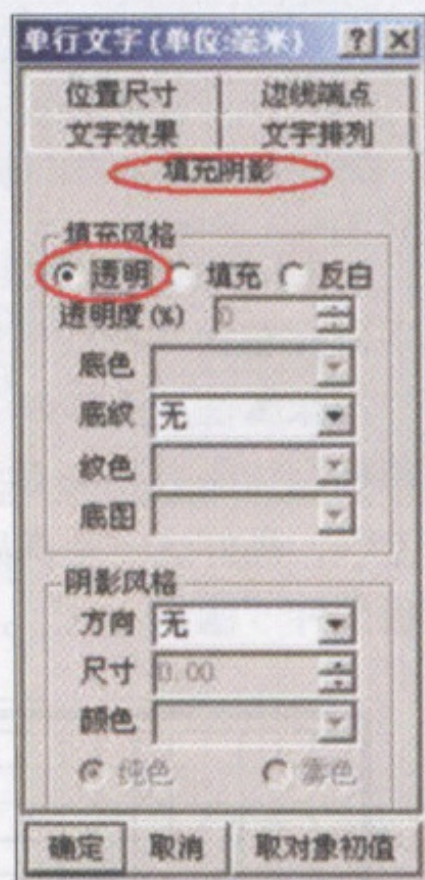 单行文字(单位:毫米)
位置尺寸 边线端点
文字效果 文字排列
填充阴影
填充风格
透明 填充 反白
透明度(%) 0
底色
底纹 无
纹色
底图
阴影风格
方向 无
尺寸 0.00
颜色
纯色 雾色
确定 取消 取对象初值